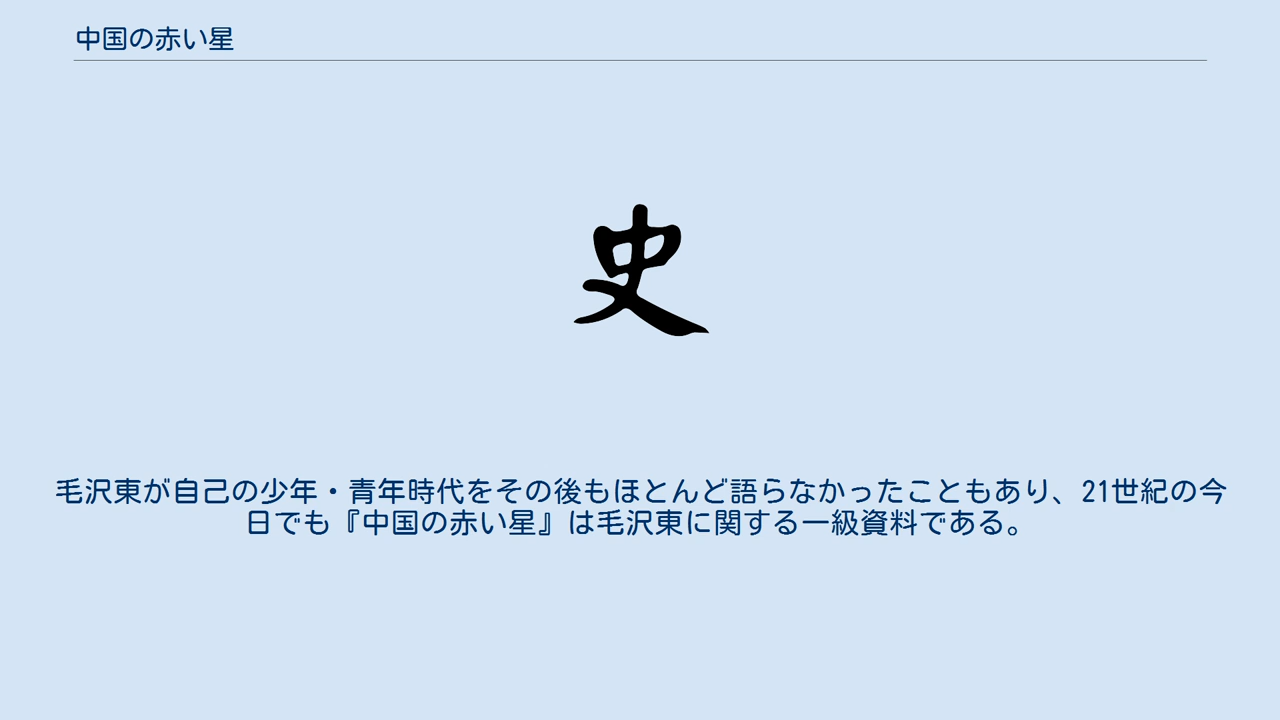 中国の赤い星
史
毛沢東が自己の少年・青年時代をその後もほとんど語らなかったこともあり、21世紀の今
日でも『中国の赤い星』は毛沢東に関する一級資料である。